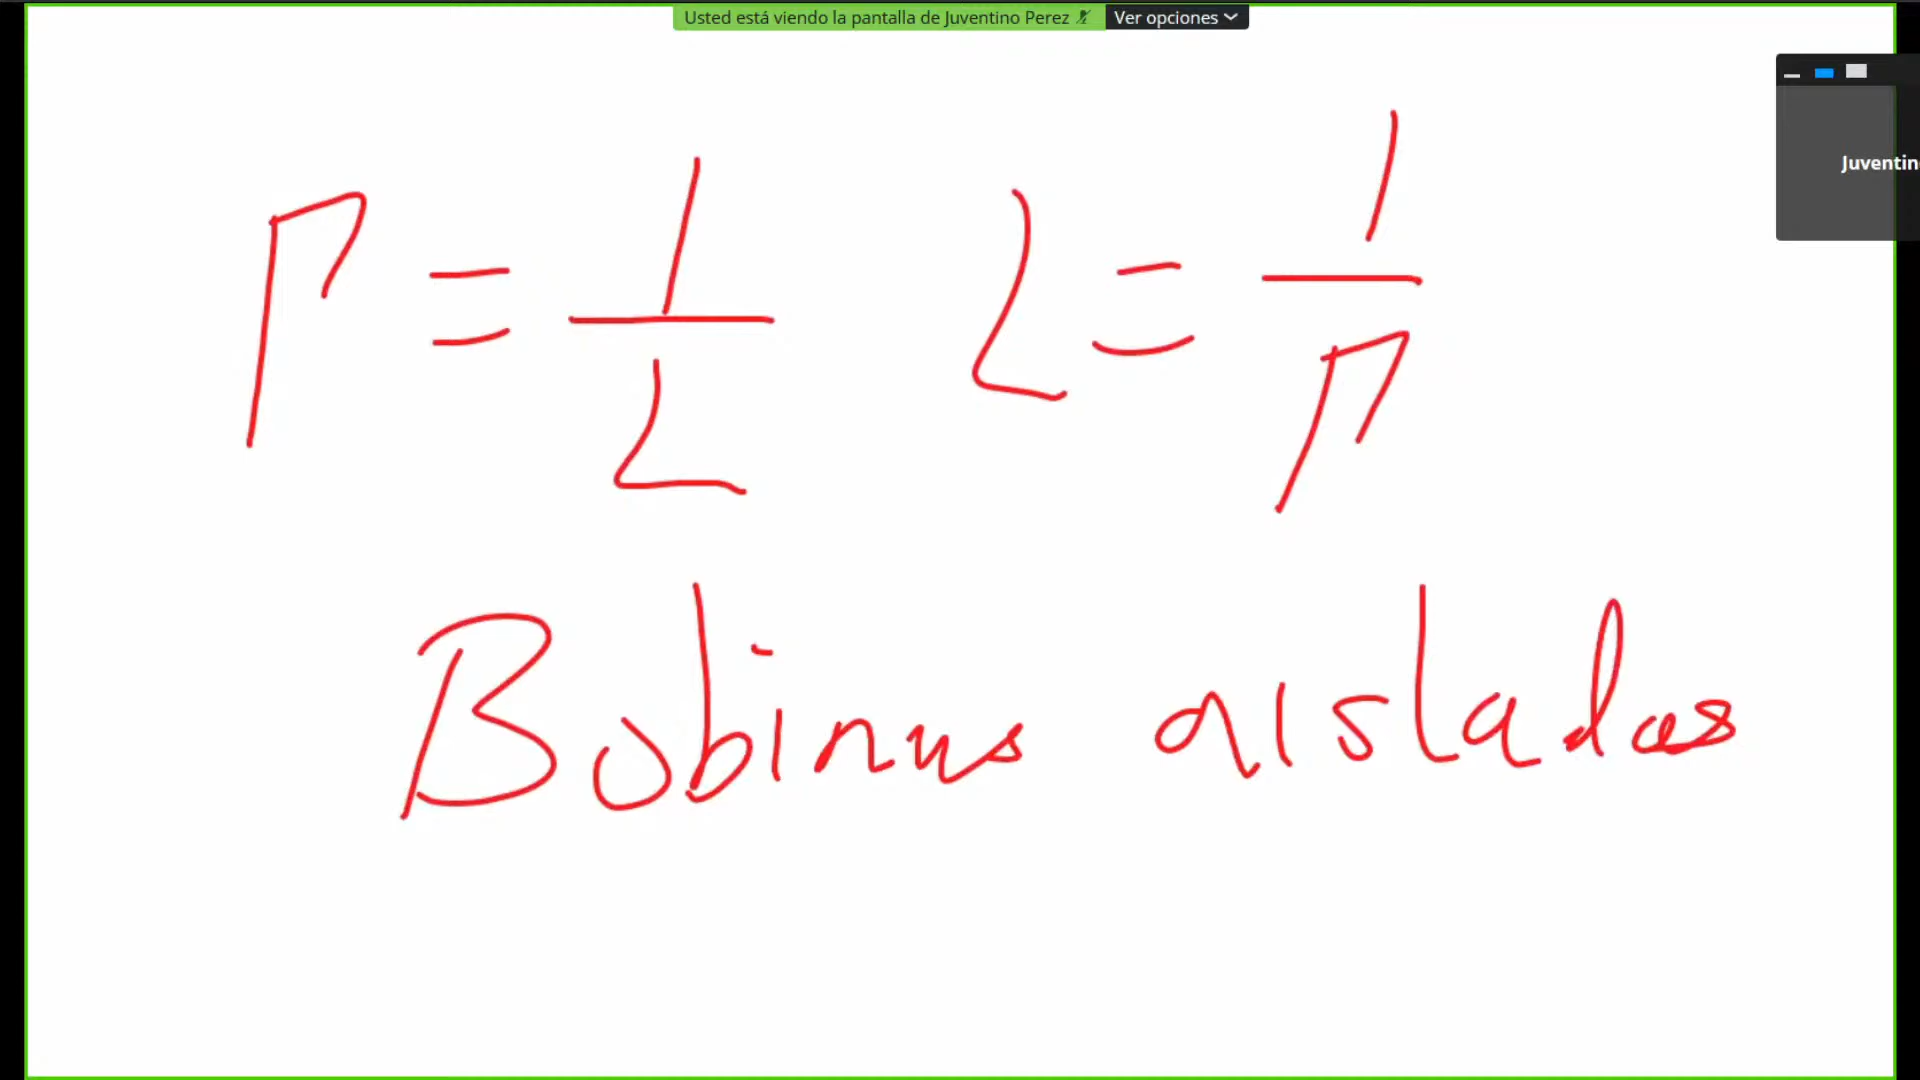 Usted está viendo la pantalla de Juventino Perez Ver opciones
Juventin
Γ = 1/L L = 1/Γ
Bobinas aisladas